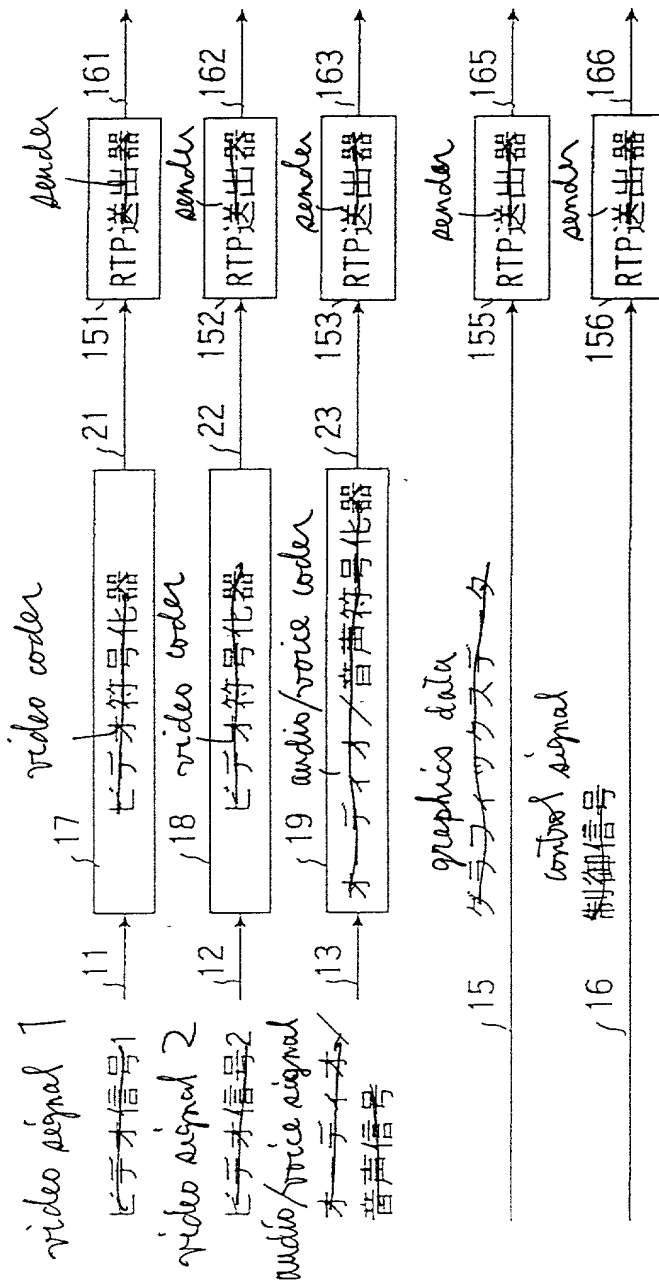 video signal 1
ビデオ信号1
11
17
video coder
ビデオ符号化器
21
151
sender
RTP送出器
161
video signal 2
ビデオ信号2
12
18
video coder
ビデオ符号化器
22
152
sender
RTP送出器
162
audio/voice signal
オーディオ/
音声信号
13
19
audio/voice coder
オーディオ/音声符号化器
23
153
sender
RTP送出器
163
15
graphics data
グラフィックスデータ
155
sender
RTP送出器
165
16
control signal
制御信号
156
sender
RTP送出器
166